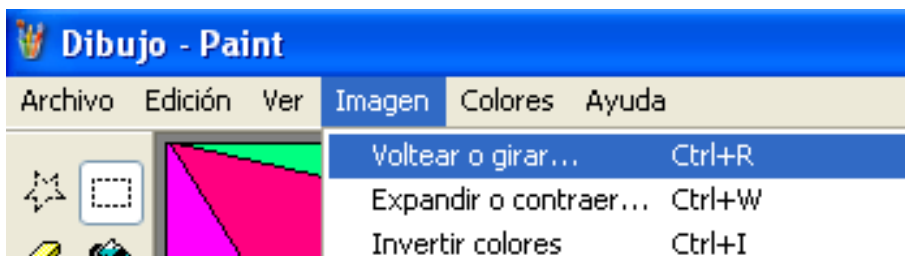 Dibujo - Paint
Archivo Edición Ver Imagen Colores Ayuda
Voltear o girar... Ctrl+R
Expandir o contraer... Ctrl+W
Invertir colores Ctrl+I